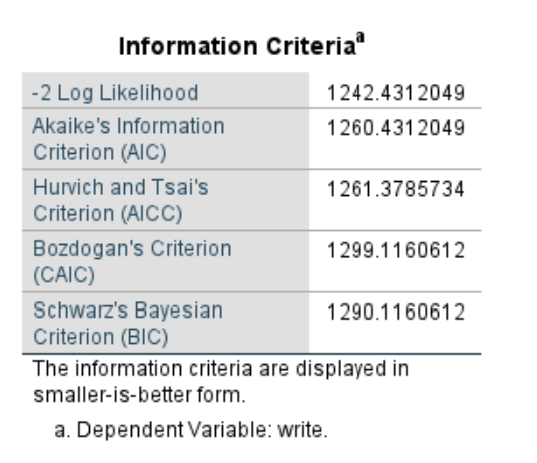 Information Criteriaᵃ
-2 Log Likelihood 1242.4312049
Akaike's Information 1260.4312049
Criterion (AIC)
Hurvich and Tsai's 1261.3785734
Criterion (AICC)
Bozdogan's Criterion 1299.1160612
(CAIC)
Schwarz's Bayesian 1290.1160612
Criterion (BIC)
The information criteria are displayed in
smaller-is-better form.
a. Dependent Variable: write.